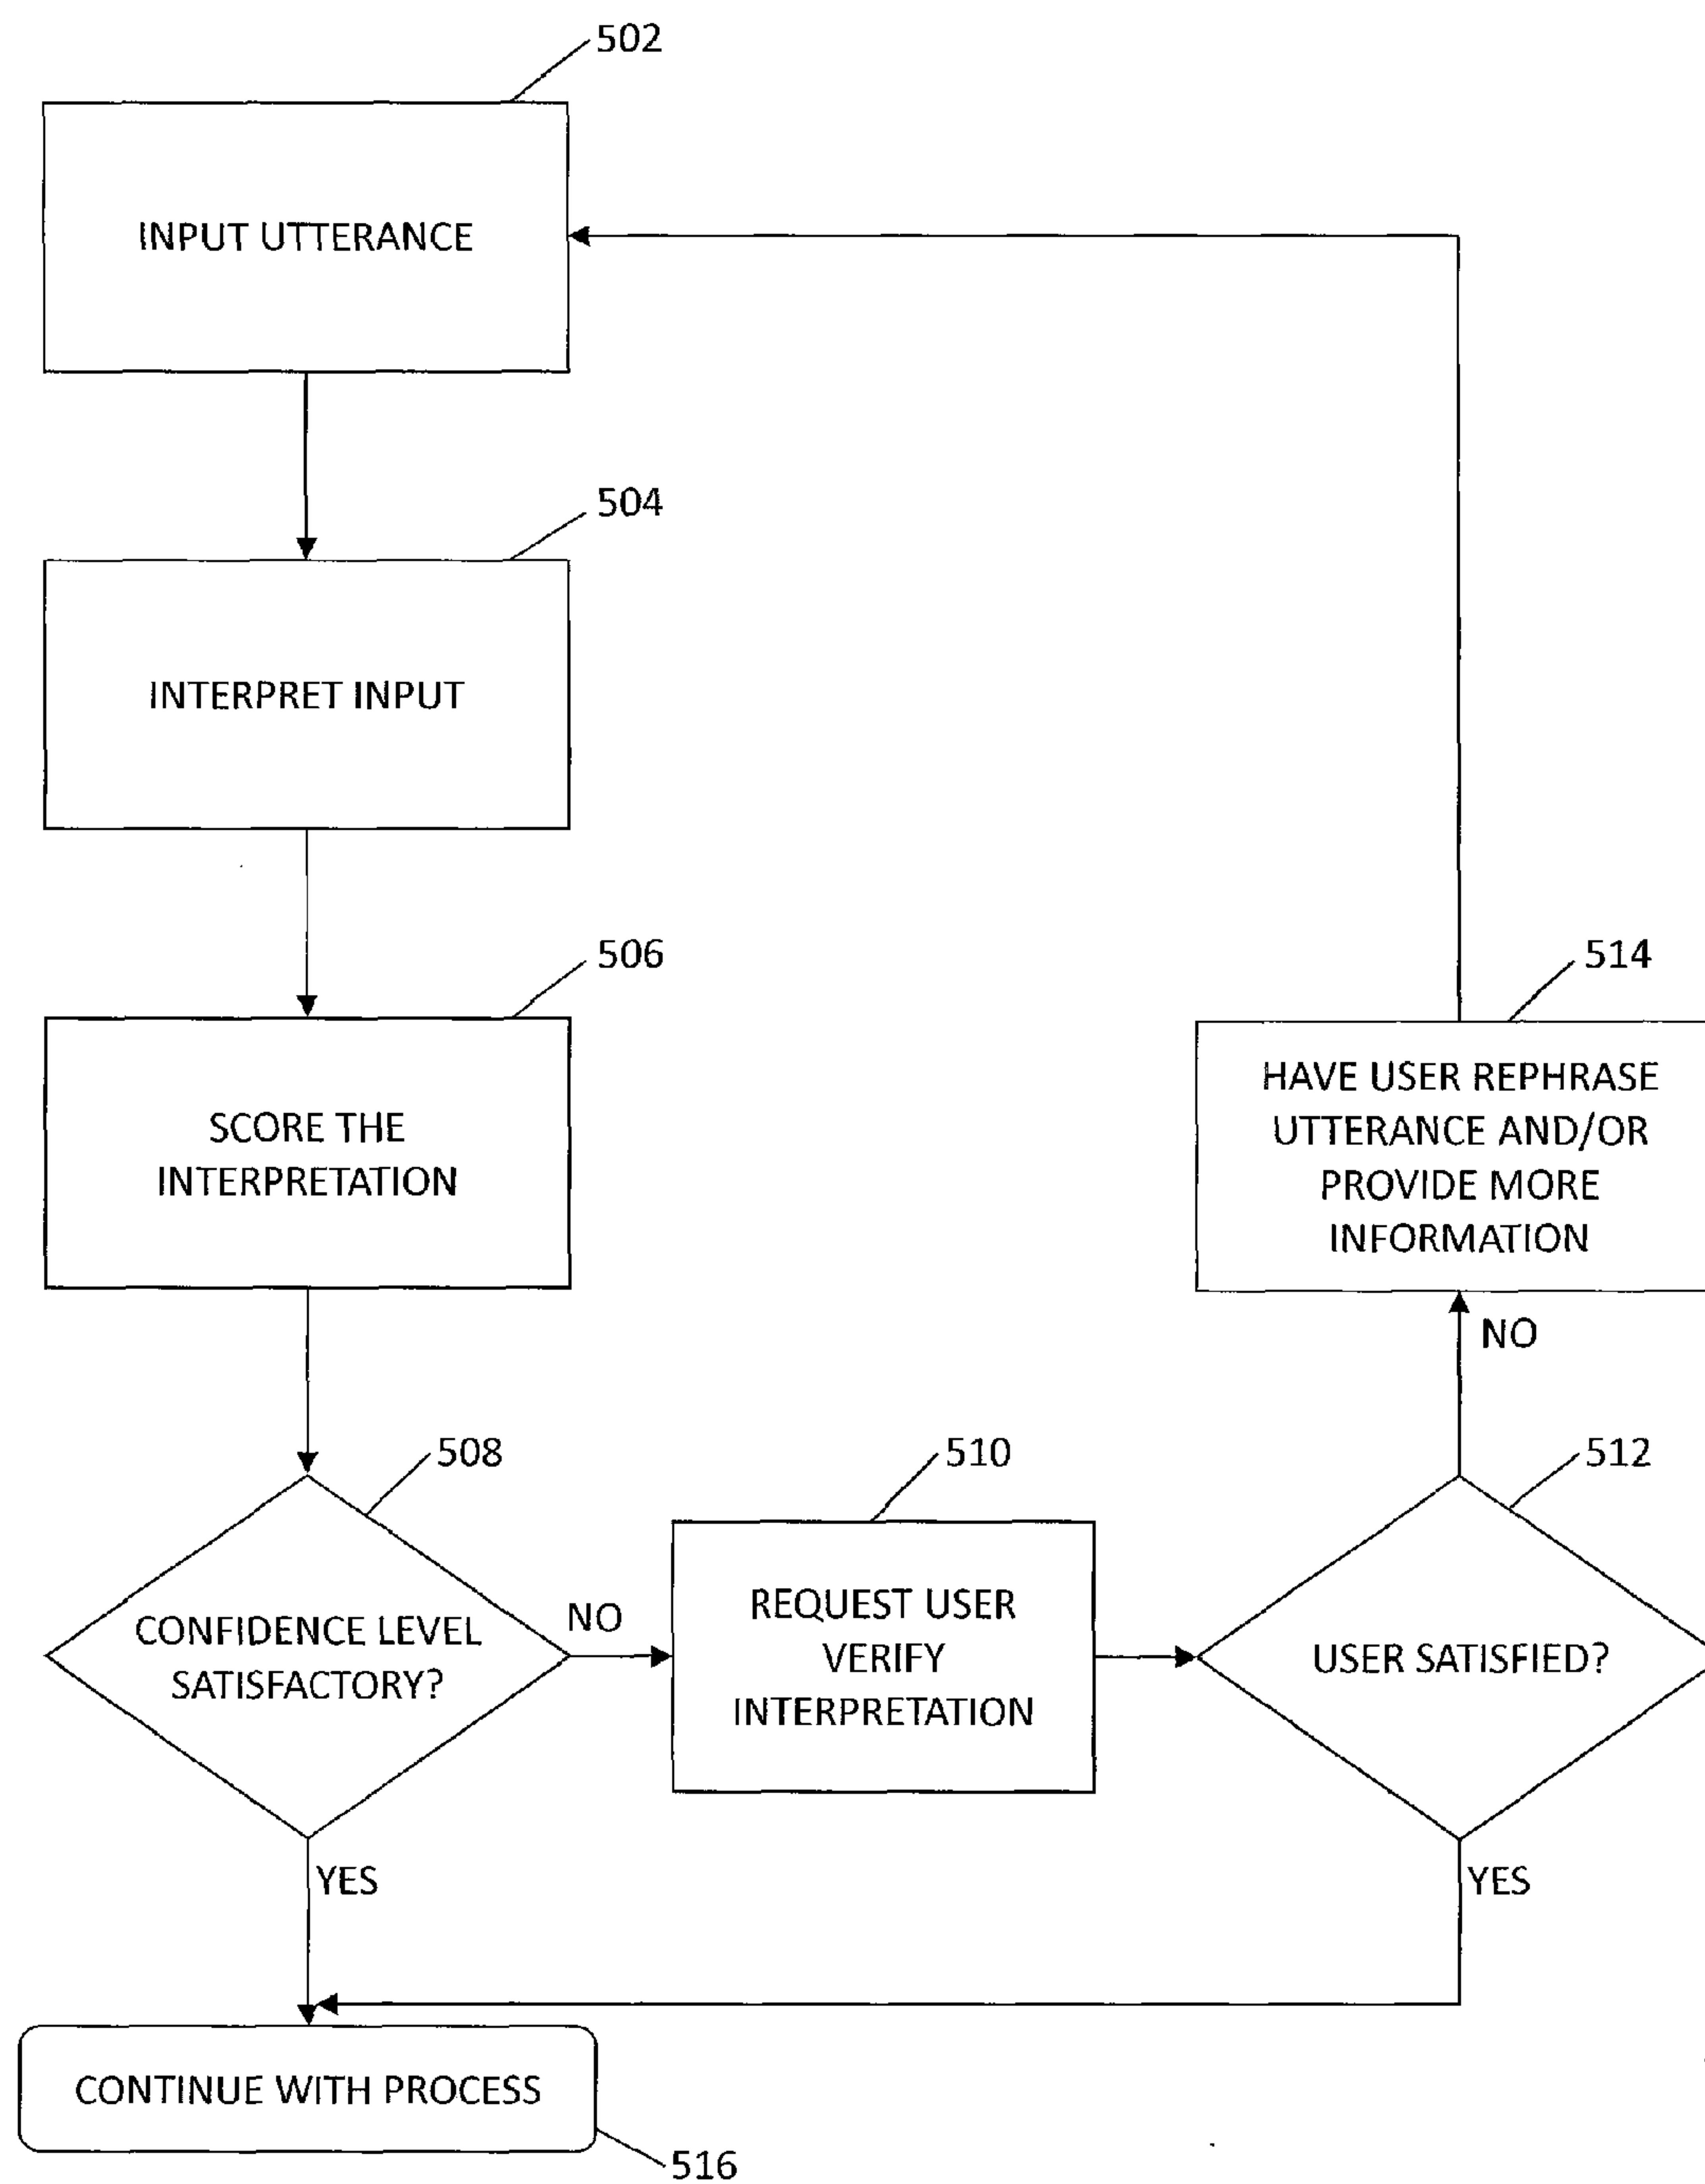 502
INPUT UTTERANCE
504
INTERPRET INPUT
506
SCORE THE
INTERPRETATION
514
HAVE USER REPHRASE
UTTERANCE AND/OR
PROVIDE MORE
INFORMATION
NO
508
CONFIDENCE LEVEL
SATISFACTORY?
NO
510
REQUEST USER
VERIFY
INTERPRETATION
512
USER SATISFIED?
YES
YES
CONTINUE WITH PROCESS
516